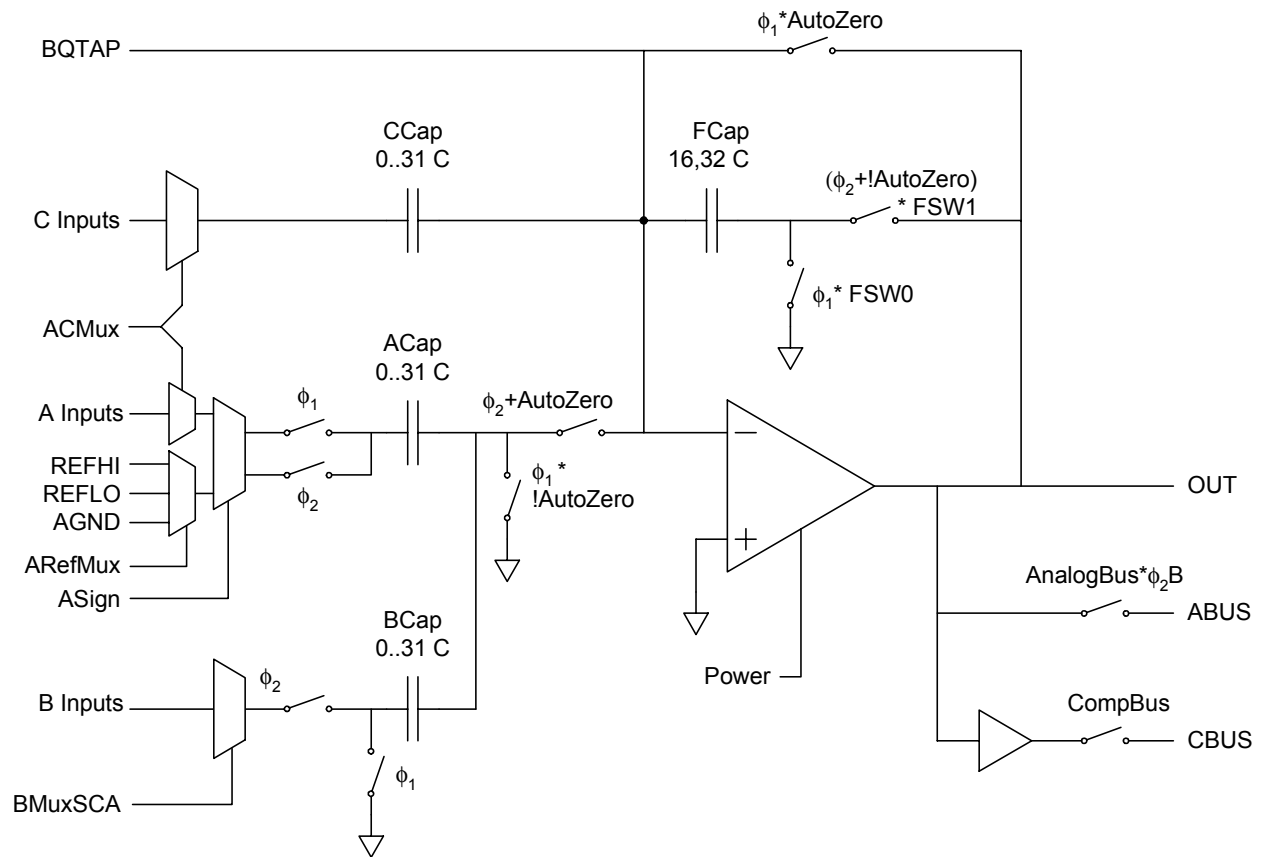 ϕ₁*AutoZero
BQTAP
CCap
0..31 C
FCap
16,32 C
(ϕ₂+!AutoZero)
* FSW1
C Inputs
ϕ₁* FSW0
ACMux
ACap
0..31 C
ϕ₂+AutoZero
A Inputs
ϕ₁
REFHI
REFLO
AGND
ϕ₂
ϕ₁*
!AutoZero
−
+
OUT
ARefMux
ASign
AnalogBus*ϕ₂B
ABUS
BCap
0..31 C
Power
ϕ₂
B Inputs
CompBus
CBUS
ϕ₁
BMuxSCA